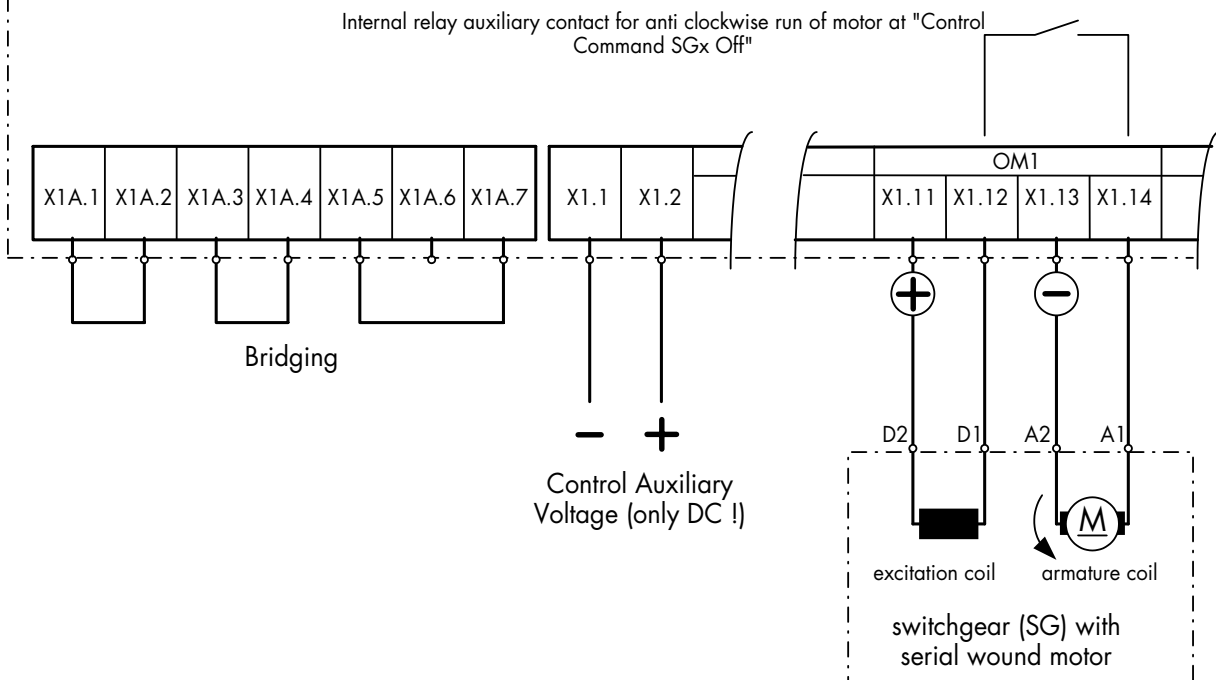 Internal relay auxiliary contact for anti clockwise run of motor at "Control
Command SGx Off"
OM1
X1A.1 X1A.2 X1A.3 X1A.4 X1A.5 X1A.6 X1A.7 X1.1 X1.2 X1.11 X1.12 X1.13 X1.14
+ −
Bridging
− +
D2 D1 A2 A1
Control Auxiliary
Voltage (only DC !)
M
excitation coil armature coil
switchgear (SG) with
serial wound motor